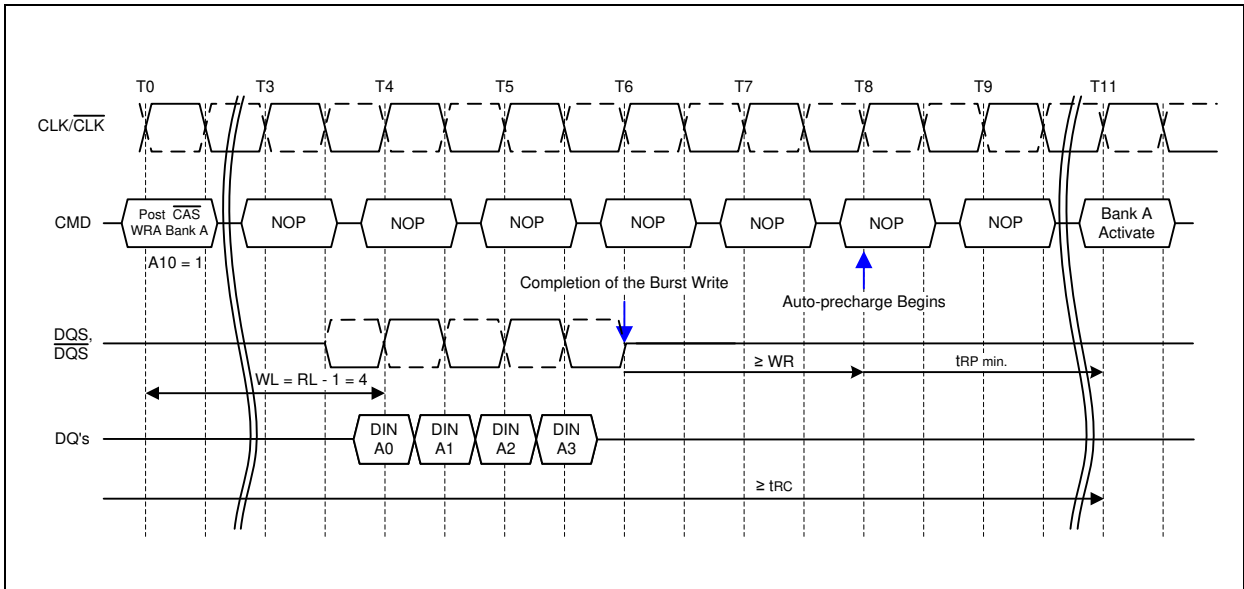 T0 T3 T4 T5 T6 T7 T8 T9 T11
CLK/CLK
CMD
Post CAS
WRA Bank A
NOP NOP NOP NOP NOP NOP NOP
Bank A
Activate
A10 = 1
Completion of the Burst Write
Auto-precharge Begins
DQS,
DQS
≥ WR
tRP min.
WL = RL - 1 = 4
DQ's
DIN
A0
DIN
A1
DIN
A2
DIN
A3
≥ tRC